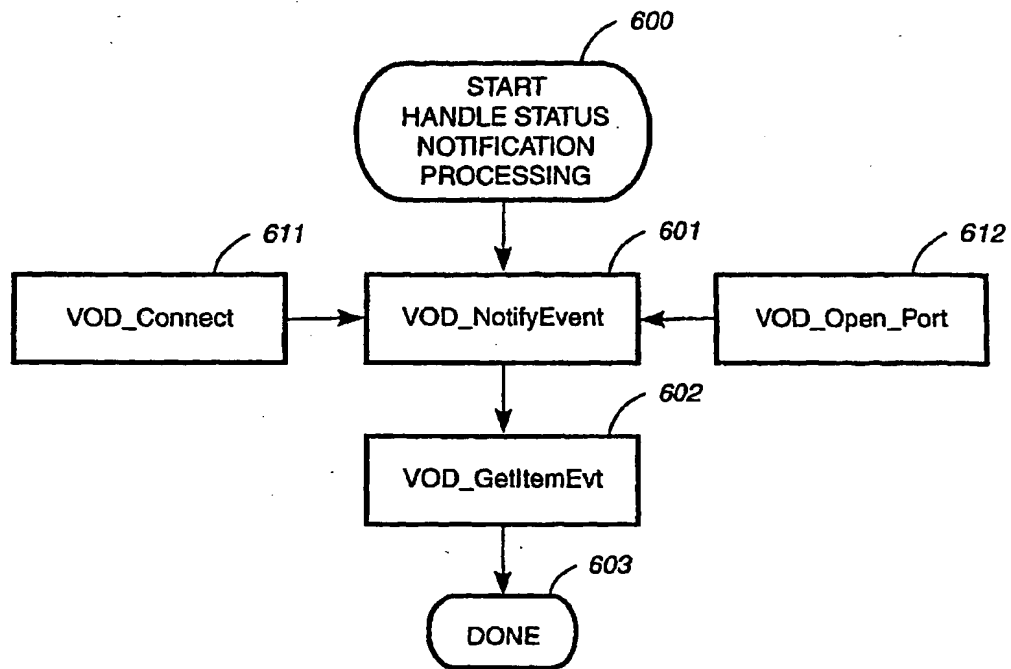 600
START
HANDLE STATUS
NOTIFICATION
PROCESSING
611
601
612
VOD_Connect
VOD_NotifyEvent
VOD_Open_Port
602
VOD_GetItemEvt
603
DONE